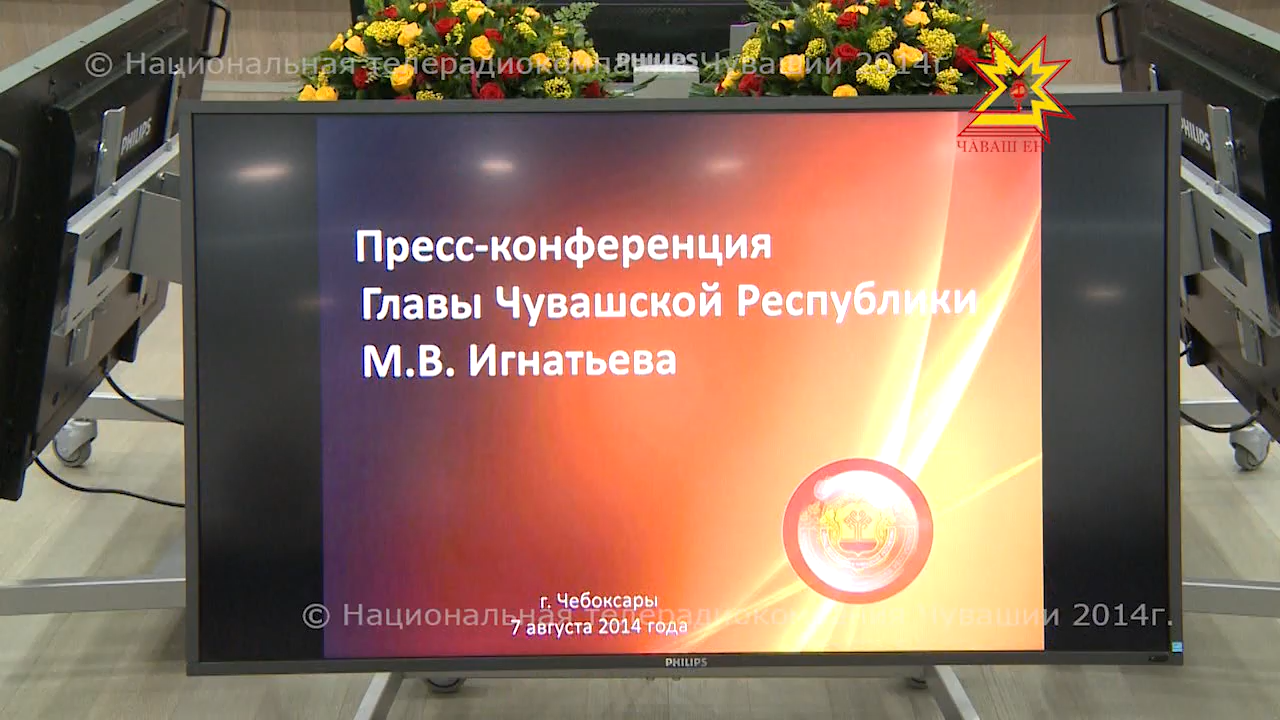 © Национальная телерадиокомпания Чувашии 2014г.
PHILIPS
PHILIPS
PHILIPS
ЧӐВАШ ЕН
Пресс-конференция
Главы Чувашской Республики
М.В. Игнатьева
г. Чебоксары
© Национальная телерадиокомпания Чувашии 2014г.
7 августа 2014 года
PHILIPS